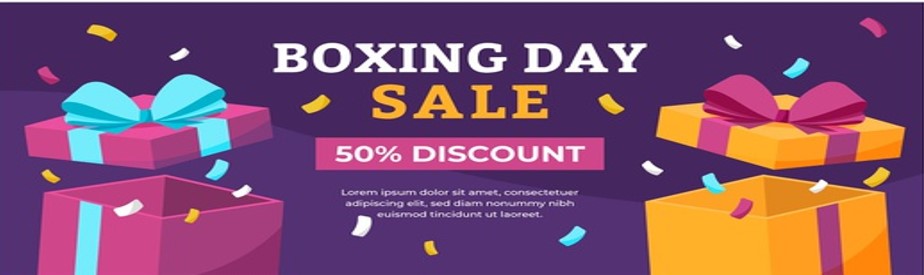 BOXING DAY
SALE
50% DISCOUNT
Lorem ipsum dolor sit amet, consectetuer
adipiscing elit, sed diam nonummy nibh
euismod tincidunt ut laoreet.